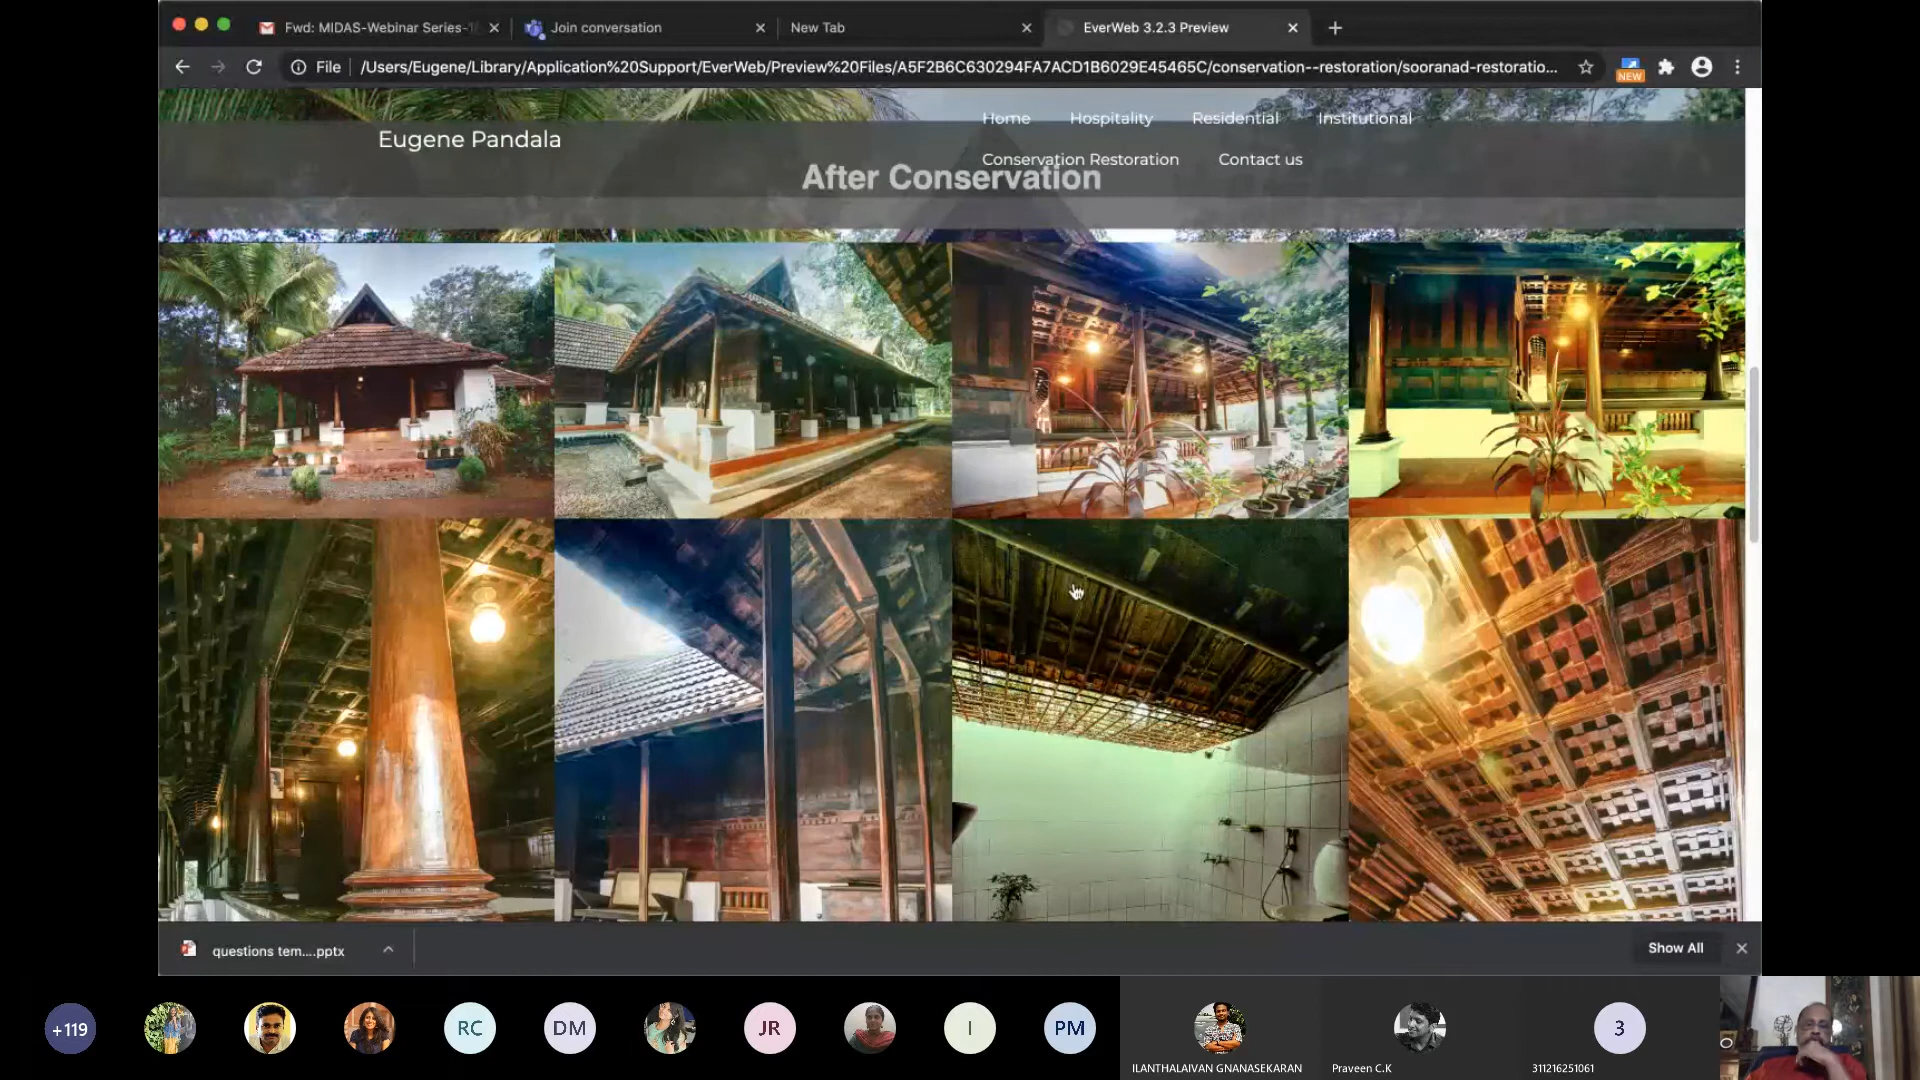 Fwd: MIDAS-Webinar Series-1
Join conversation
New Tab
EverWeb 3.2.3 Preview
File
/Users/Eugene/Library/Application%20Support/EverWeb/Preview%20Files/A5F2B6C630294FA7ACD1B6029E45465C/conservation--restoration/sooranad-restoratio...
NEW
Eugene Pandala
Home Hospitality Residential Institutional
Conservation Restoration Contact us
After Conservation
questions tem....pptx
Show All
+119
RC
DM
JR
I
PM
3
ILANTHALAIVAN GNANASEKARAN
Praveen C.K
311216251061